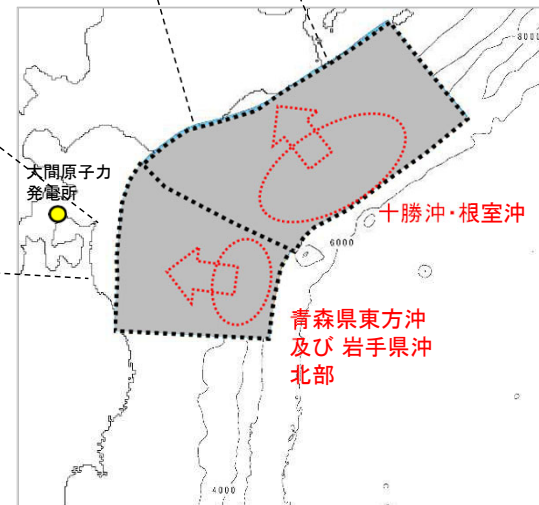 8000
大間原子力
発電所
十勝沖・根室沖
6000
青森県東方沖
及び 岩手県沖
北部
4000